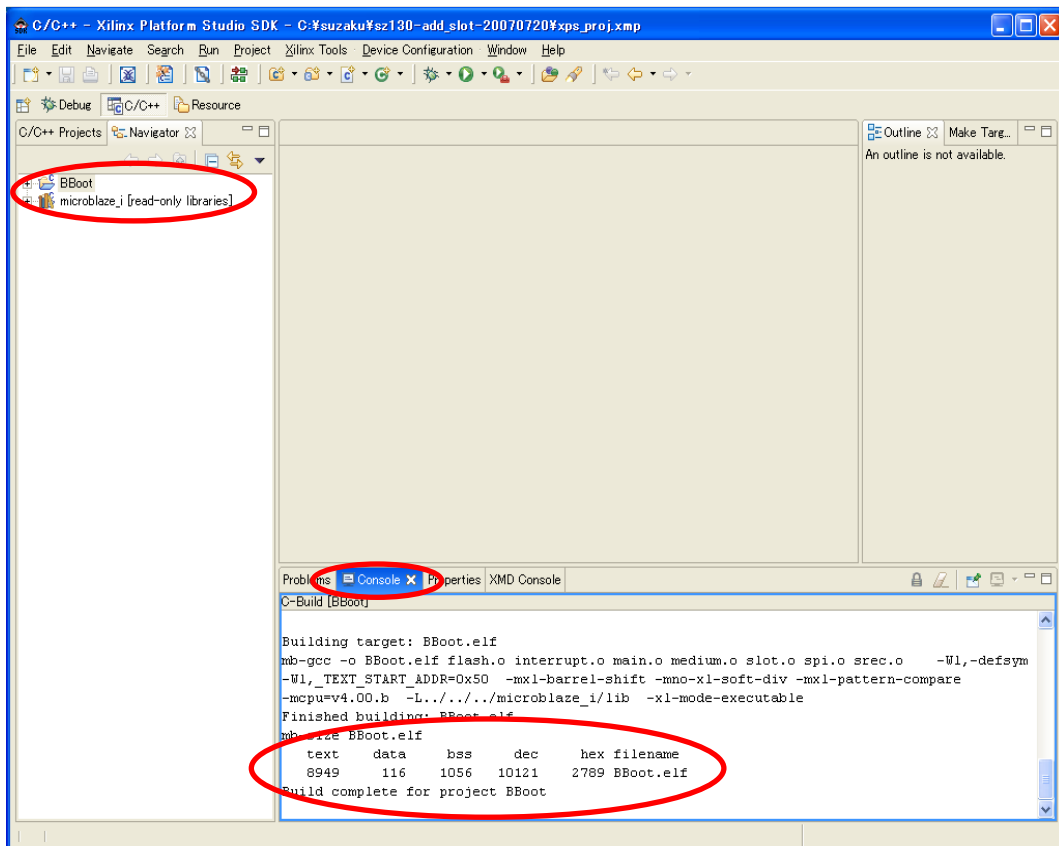 C/C++ - Xilinx Platform Studio SDK - C:¥suzaku¥sz130-add_slot-20070720¥xps_proj.xmp
File Edit Navigate Search Run Project Xilinx Tools Device Configuration Window Help
Debug C/C++ Resource
C/C++ Projects Navigator
Outline Make Targ...
An outline is not available.
BBoot
microblaze_i [read-only libraries]
Problems Console Properties XMD Console
C-Build [BBoot]
Building target: BBoot.elf
mb-gcc -o BBoot.elf flash.o interrupt.o main.o medium.o slot.o spi.o srec.o -Wl,-defsym
-Wl,_TEXT_START_ADDR=0x50 -mxl-barrel-shift -mno-xl-soft-div -mxl-pattern-compare
-mcpu=v4.00.b -L../../../microblaze_i/lib -xl-mode-executable
Finished building: BBoot.elf
mb-size BBoot.elf
text data bss dec hex filename
8949 116 1056 10121 2789 BBoot.elf
Build complete for project BBoot